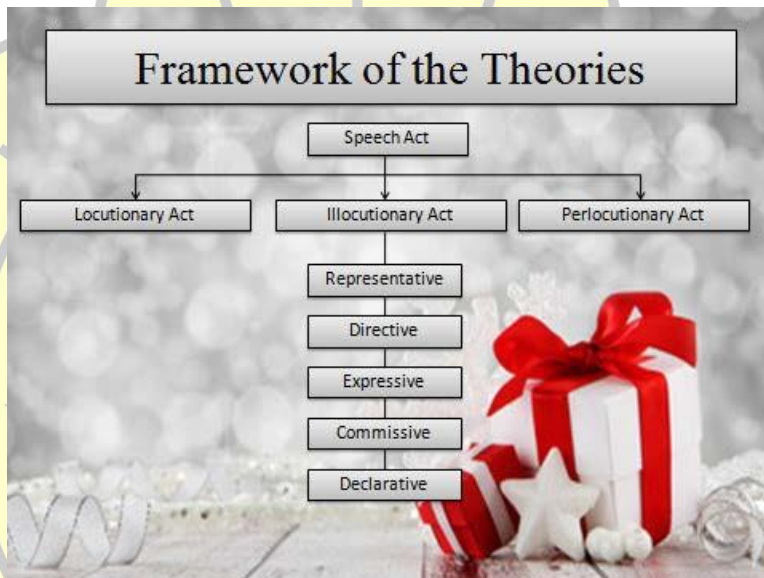 Framework of the Theories
Speech Act
Locutionary Act
Illocutionary Act
Perlocutionary Act
Representative
Directive
Expressive
Commissive
Declarative